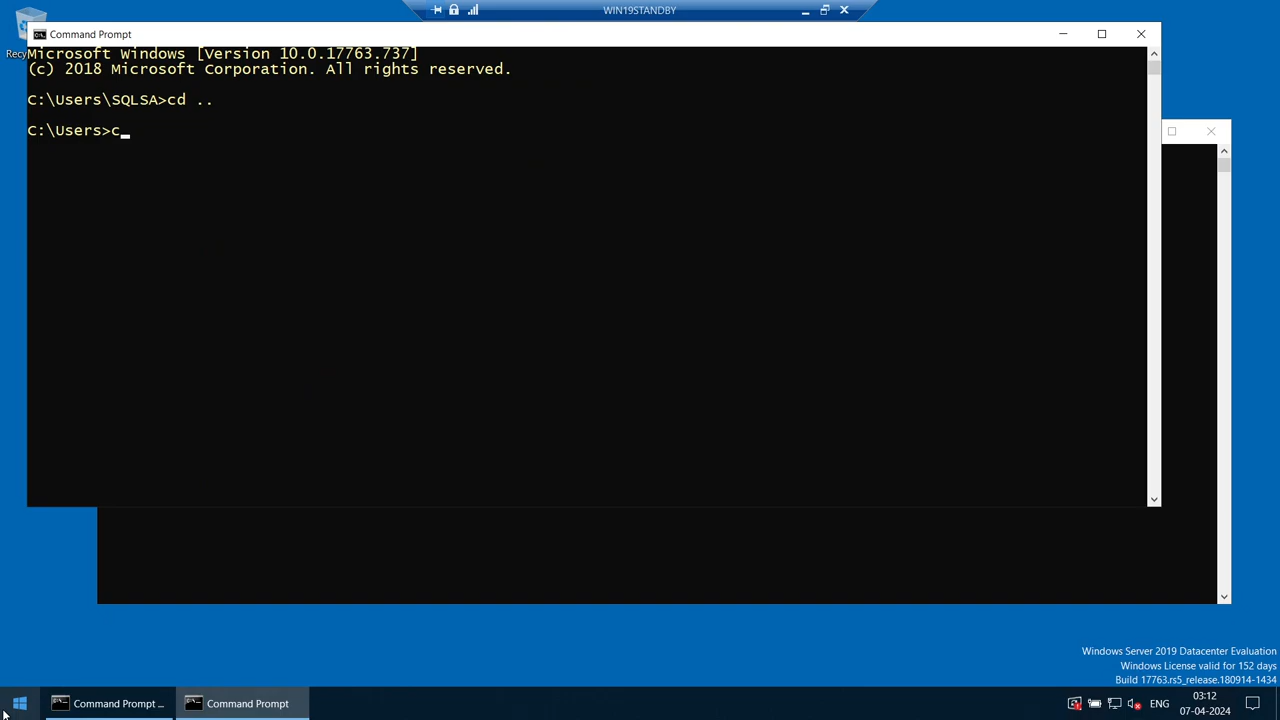 WIN19STANDBY
Recy
Command Prompt
Microsoft Windows [Version 10.0.17763.737]
(c) 2018 Microsoft Corporation. All rights reserved.
C:\Users\SQLSA>cd ..
C:\Users>c_
Windows Server 2019 Datacenter Evaluation
Windows License valid for 152 days
Build 17763.rs5_release.180914-1434
Command Prompt ...
Command Prompt
ENG
03:12
07-04-2024